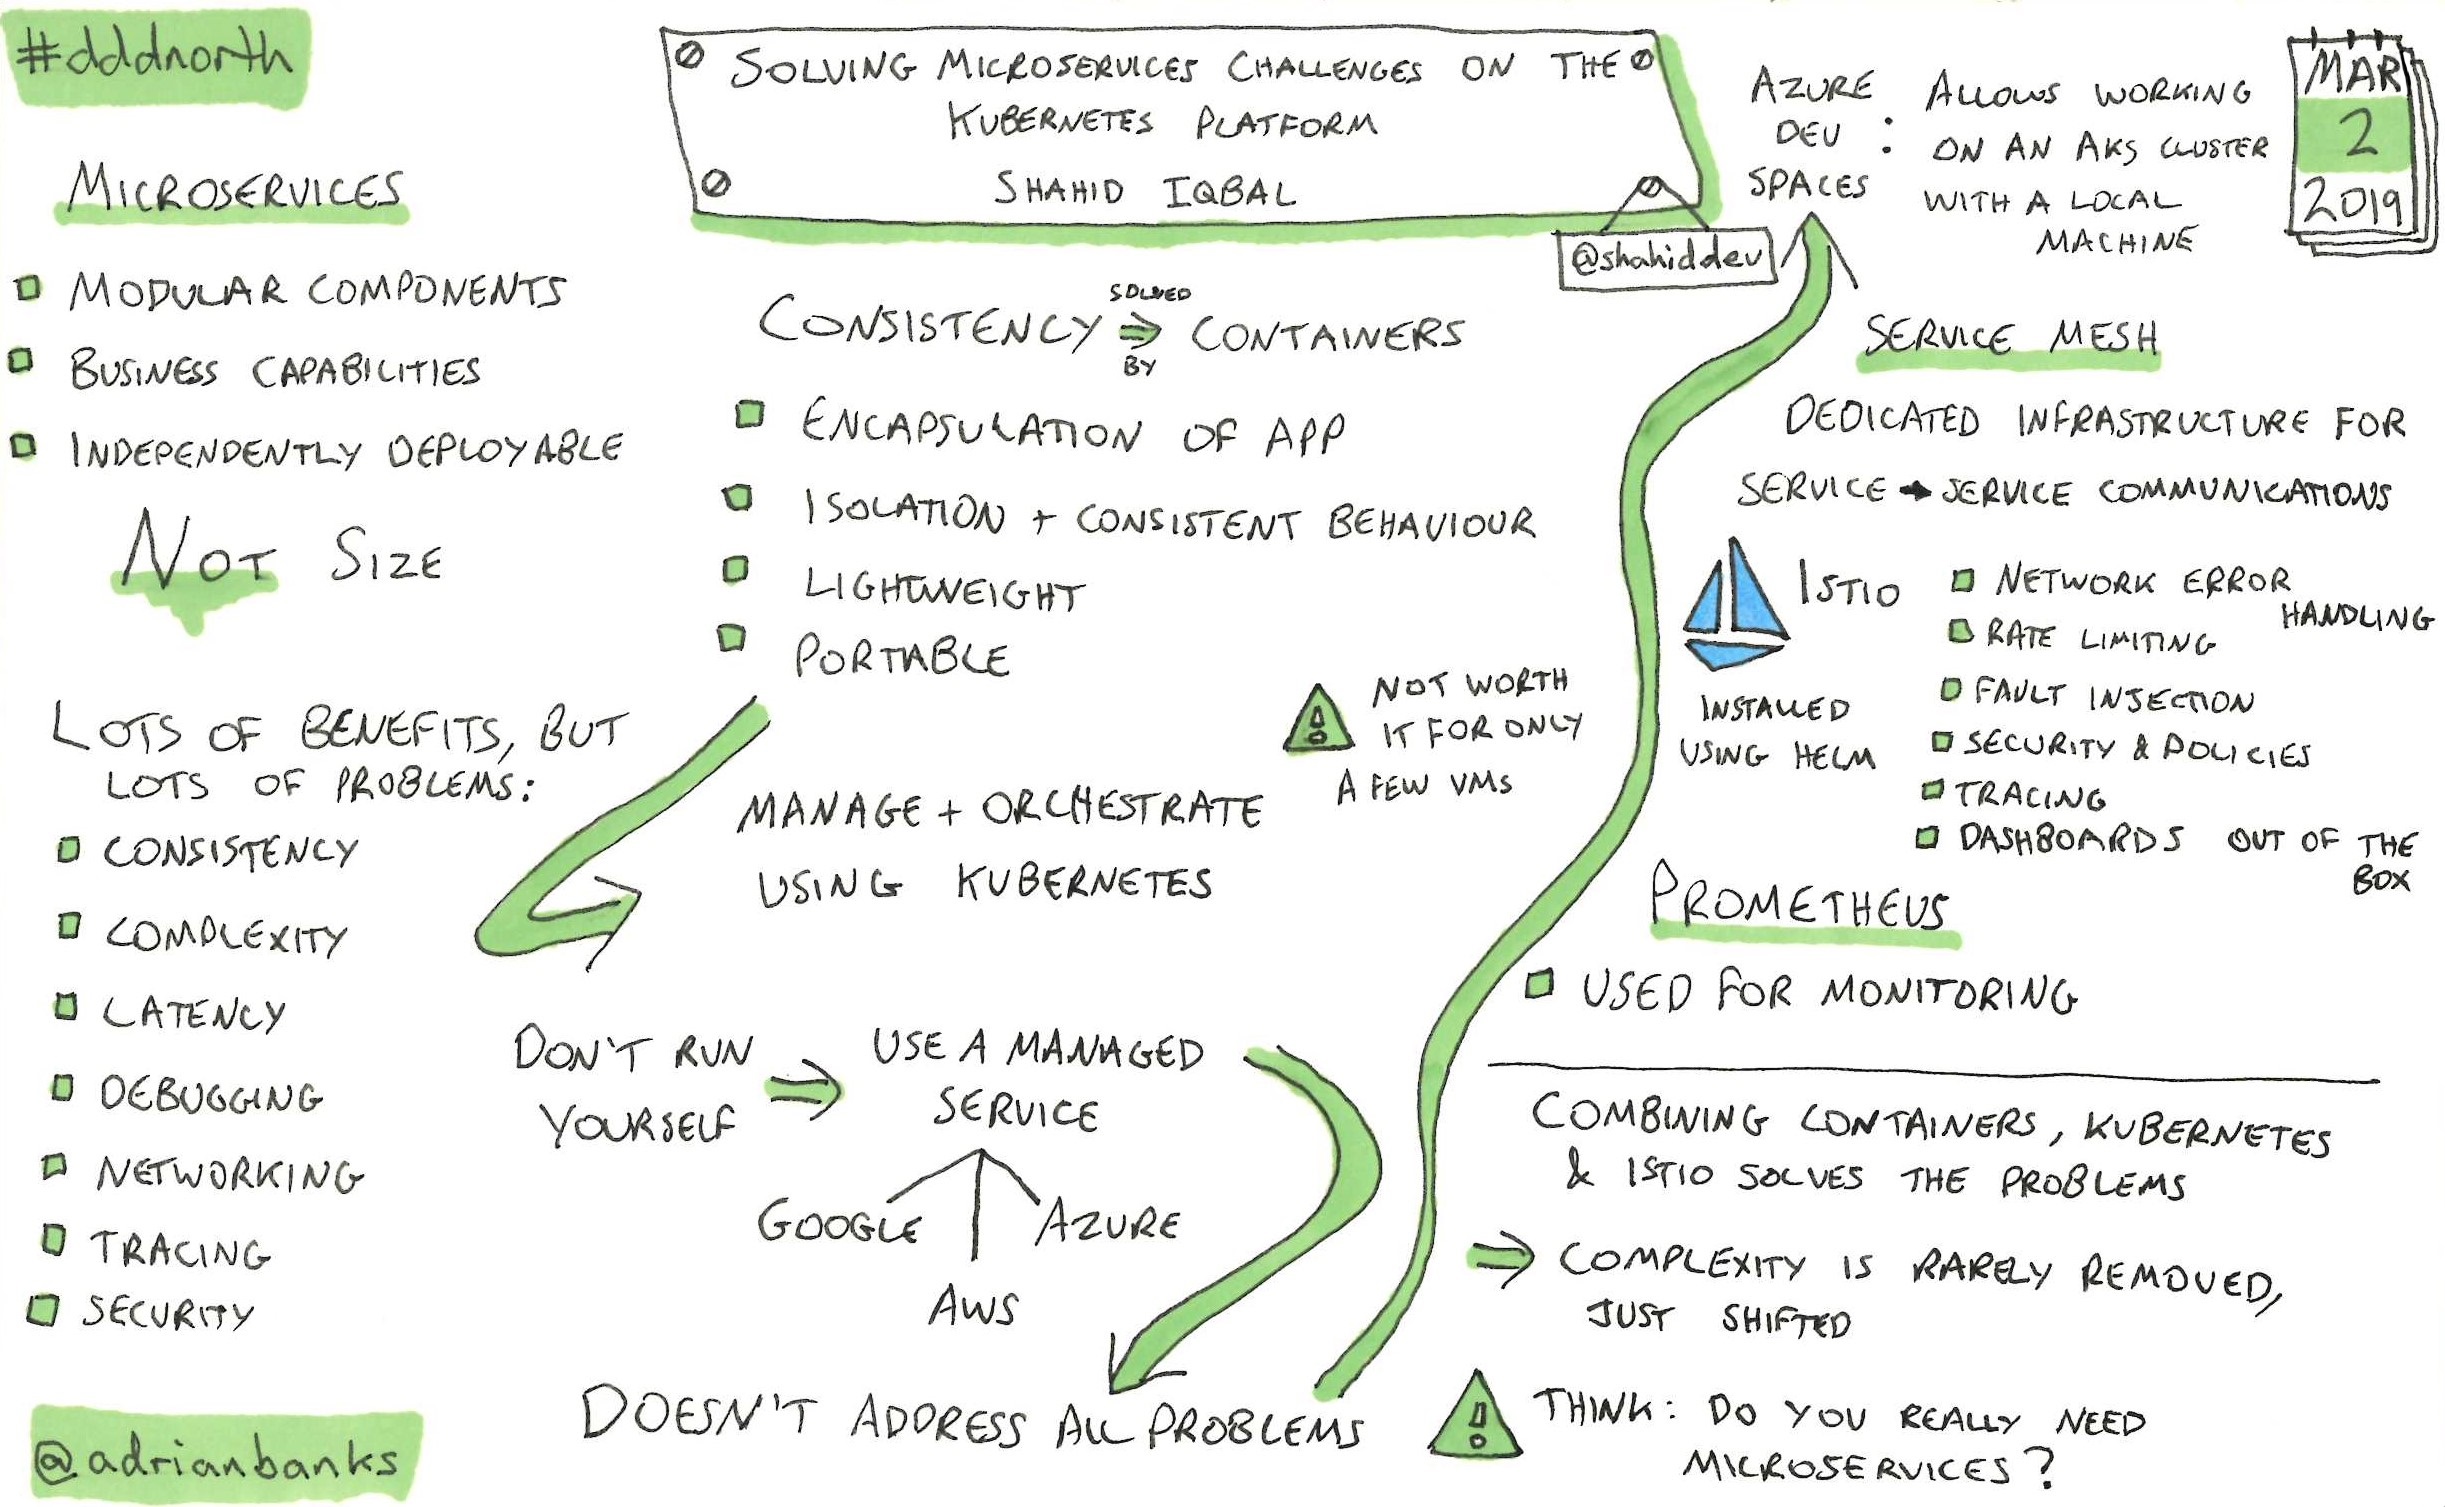 #dddnorth
SOLVING MICROSERVICES CHALLENGES ON THE
KUBERNETES PLATFORM
SHAHID IQBAL
@shahiddev
MAR
2
2019
MICROSERVICES
MODULAR COMPONENTS
BUSINESS CAPABILITIES
INDEPENDENTLY DEPLOYABLE
NOT SIZE
LOTS OF BENEFITS, BUT
LOTS OF PROBLEMS:
CONSISTENCY
COMPLEXITY
LATENCY
DEBUGGING
NETWORKING
TRACING
SECURITY
@adrianbanks
CONSISTENCY SOLVED BY ⇒ CONTAINERS
ENCAPSULATION OF APP
ISOLATION + CONSISTENT BEHAVIOUR
LIGHTWEIGHT
PORTABLE
NOT WORTH
IT FOR ONLY
A FEW VMs
MANAGE + ORCHESTRATE
USING KUBERNETES
DON'T RUN
YOURSELF
⇒ USE A MANAGED
SERVICE
GOOGLE
AWS
AZURE
DOESN'T ADDRESS ALL PROBLEMS
AZURE
DEV
SPACES
:
ALLOWS WORKING
ON AN AKS CLUSTER
WITH A LOCAL
MACHINE
SERVICE MESH
DEDICATED INFRASTRUCTURE FOR
SERVICE → SERVICE COMMUNICATIONS
ISTIO
INSTALLED
USING HELM
NETWORK ERROR
HANDLING
RATE LIMITING
FAULT INJECTION
SECURITY & POLICIES
TRACING
DASHBOARDS OUT OF THE
BOX
PROMETHEUS
USED FOR MONITORING
COMBINING CONTAINERS, KUBERNETES
& ISTIO SOLVES THE PROBLEMS
⇒ COMPLEXITY IS RARELY REMOVED,
JUST SHIFTED
THINK: DO YOU REALLY NEED
MICROSERVICES?